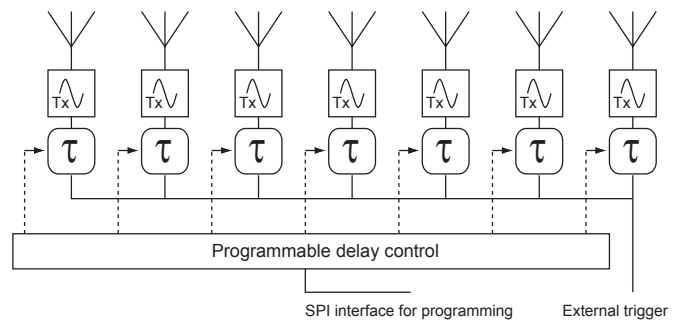 Tx Tx Tx Tx Tx Tx Tx
τ τ τ τ τ τ τ
Programmable delay control
SPI interface for programming External trigger